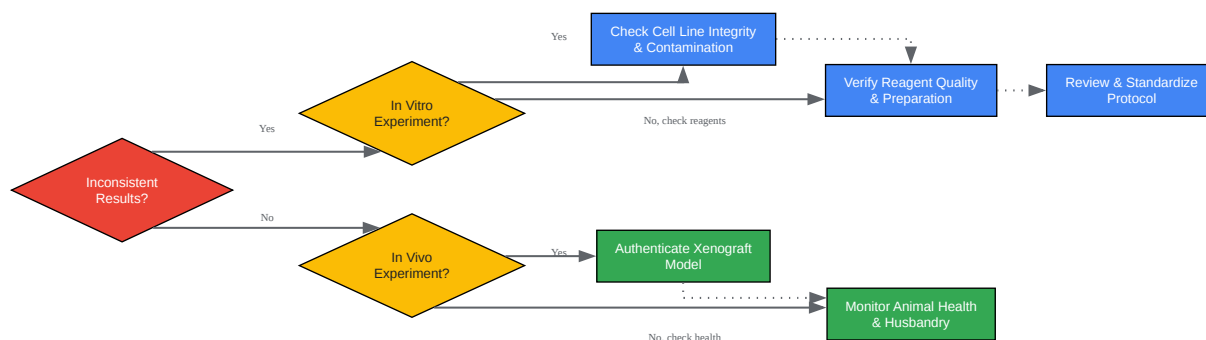 Inconsistent
Results?
Yes
No
In Vitro
Experiment?
Yes
No, check reagents
Check Cell Line Integrity
& Contamination
Verify Reagent Quality
& Preparation
Review & Standardize
Protocol
In Vivo
Experiment?
Yes
No, check health
Authenticate Xenograft
Model
Monitor Animal Health
& Husbandry